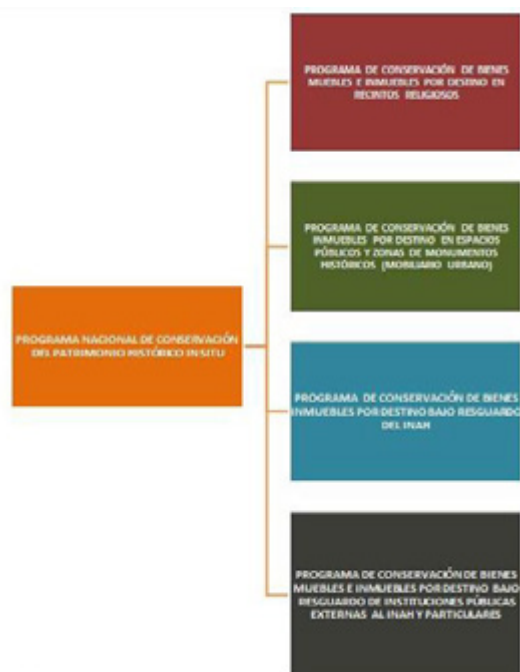 PROGRAMA NACIONAL DE CONSERVACIÓN
DEL PATRIMONIO HISTÓRICO IN SITU
PROGRAMA DE CONSERVACIÓN DE BIENES
MUEBLES E INMUEBLES POR DESTINO EN
RECINTOS RELIGIOSOS
PROGRAMA DE CONSERVACIÓN DE BIENES
INMUEBLES POR DESTINO EN ESPACIOS
PÚBLICOS Y ZONAS DE MONUMENTOS
HISTÓRICOS (MOBILIARIO URBANO)
PROGRAMA DE CONSERVACIÓN DE BIENES
INMUEBLES POR DESTINO BAJO RESGUARDO
DEL INAH
PROGRAMA DE CONSERVACIÓN DE BIENES
MUEBLES E INMUEBLES POR DESTINO BAJO
RESGUARDO DE INSTITUCIONES PÚBLICAS
EXTERNAS AL INAH Y PARTICULARES